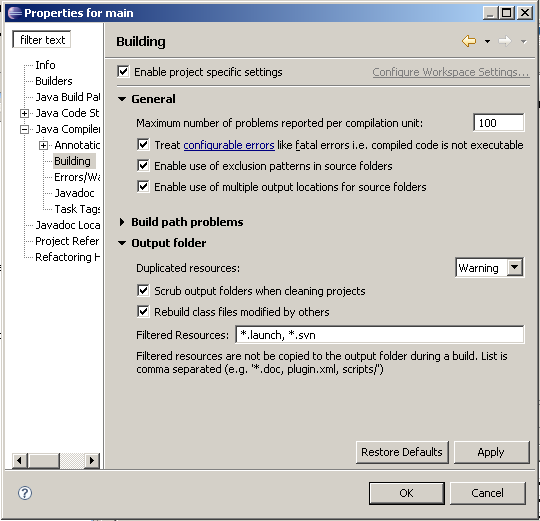 Properties for main
filter text
Info
Builders
Java Build Pa
Java Code St
Java Compiler
Annotatio
Building
Errors/Wa
Javadoc
Task Tags
Javadoc Loca
Project Refer
Refactoring H
Building
Enable project specific settings
Configure Workspace Settings...
General
Maximum number of problems reported per compilation unit:
100
Treat configurable errors like fatal errors i.e. compiled code is not executable
Enable use of exclusion patterns in source folders
Enable use of multiple output locations for source folders
Build path problems
Output folder
Duplicated resources:
Warning
Scrub output folders when cleaning projects
Rebuild class files modified by others
Filtered Resources:
*.launch, *.svn
Filtered resources are not be copied to the output folder during a build. List is
comma separated (e.g. '*.doc, plugin.xml, scripts/')
Restore Defaults
Apply
?
OK
Cancel